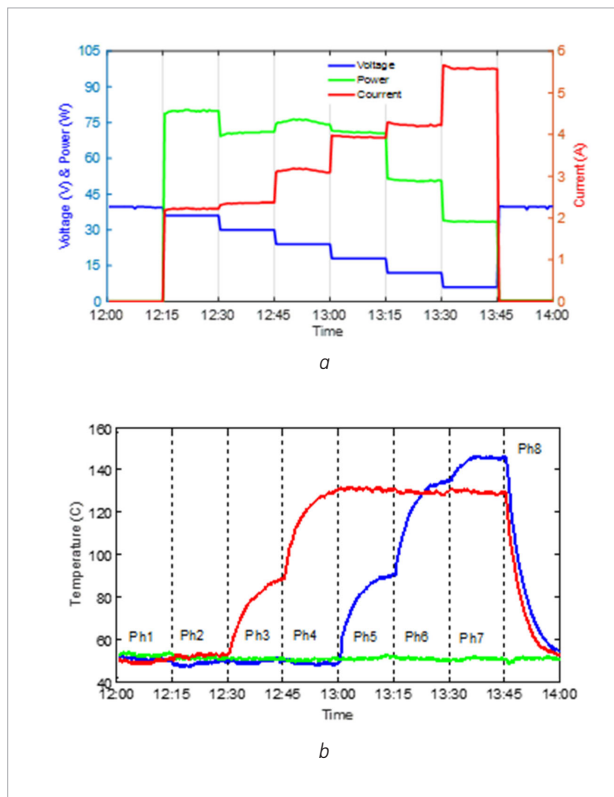 105
90
75
60
45
30
15
0
Voltage (V) & Power (W)
Voltage
Power
Courrent
6
5
4
3
2
1
0
Current (A)
12:00 12:15 12:30 12:45 13:00 13:15 13:30 13:45 14:00
Time
a
160
140
120
100
80
60
40
Temperature (C)
Ph1 Ph2 Ph3 Ph4 Ph5 Ph6 Ph7 Ph8
12:00 12:15 12:30 12:45 13:00 13:15 13:30 13:45 14:00
Time
b